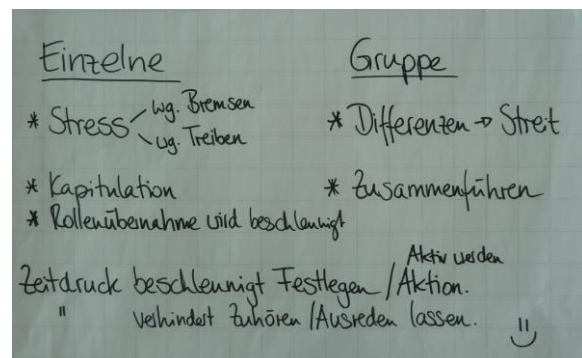 Einzelne
* Stress wg. Bremsen
wg. Treiben
* Kapitulation
* Rollenübernahme wird beschleunigt
Gruppe
* Differenzen → Streit
* Zusammenführen
Zeitdruck beschleunigt Festlegen / Aktiv werden
Aktion.
" verhindert Zuhören / Ausreden lassen. ü